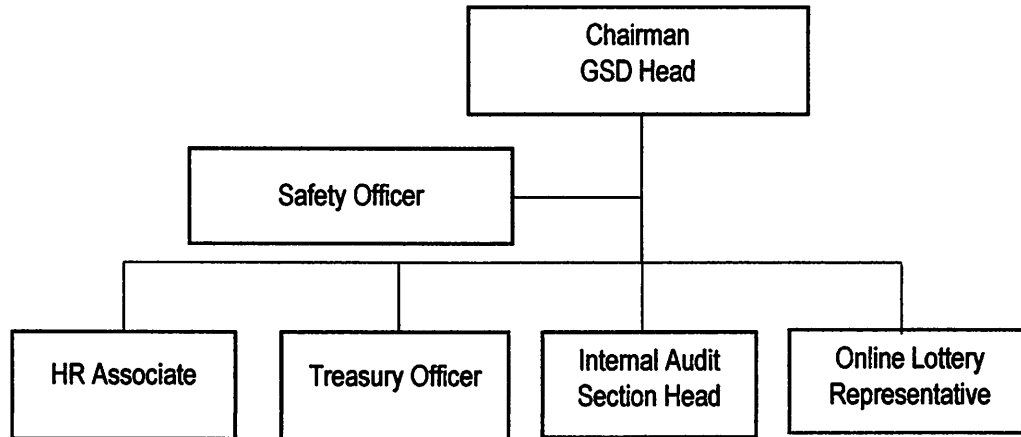 Chairman
GSD Head
Safety Officer
HR Associate
Treasury Officer
Internal Audit
Section Head
Online Lottery
Representative